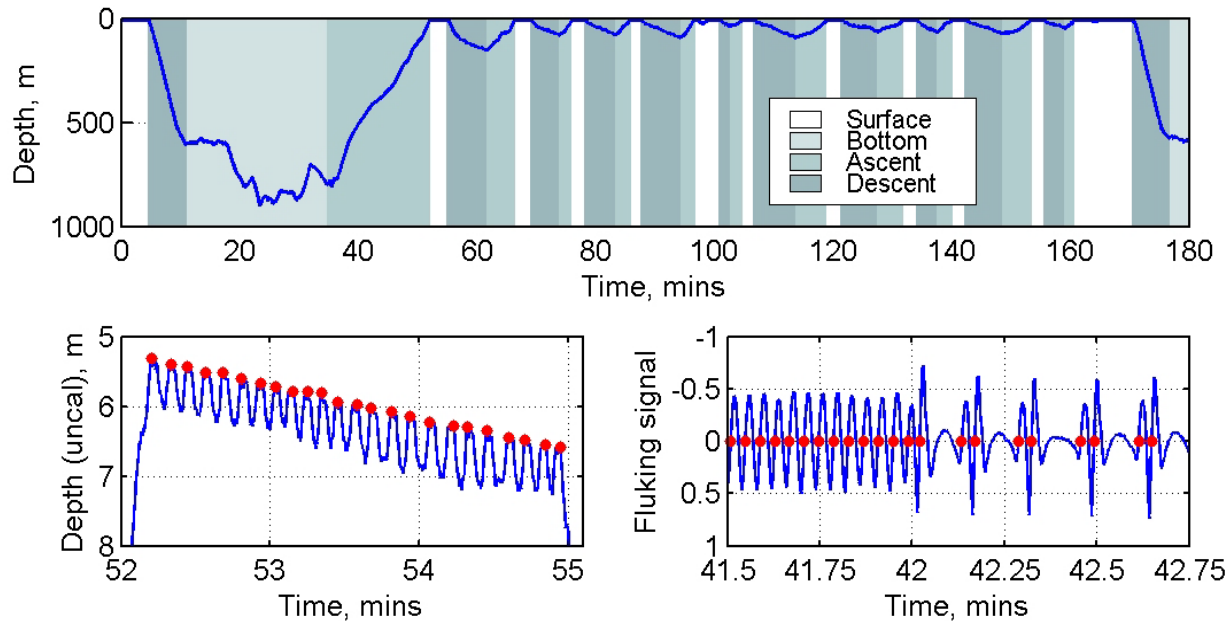 0
500
1000
Depth, m
Surface
Bottom
Ascent
Descent
0 20 40 60 80 100 120 140 160 180
Time, mins
5
6
7
8
Depth (uncal), m
52 53 54 55
Time, mins
-1
-0.5
0
0.5
1
Fluking signal
41.5 41.75 42 42.25 42.5 42.75
Time, mins